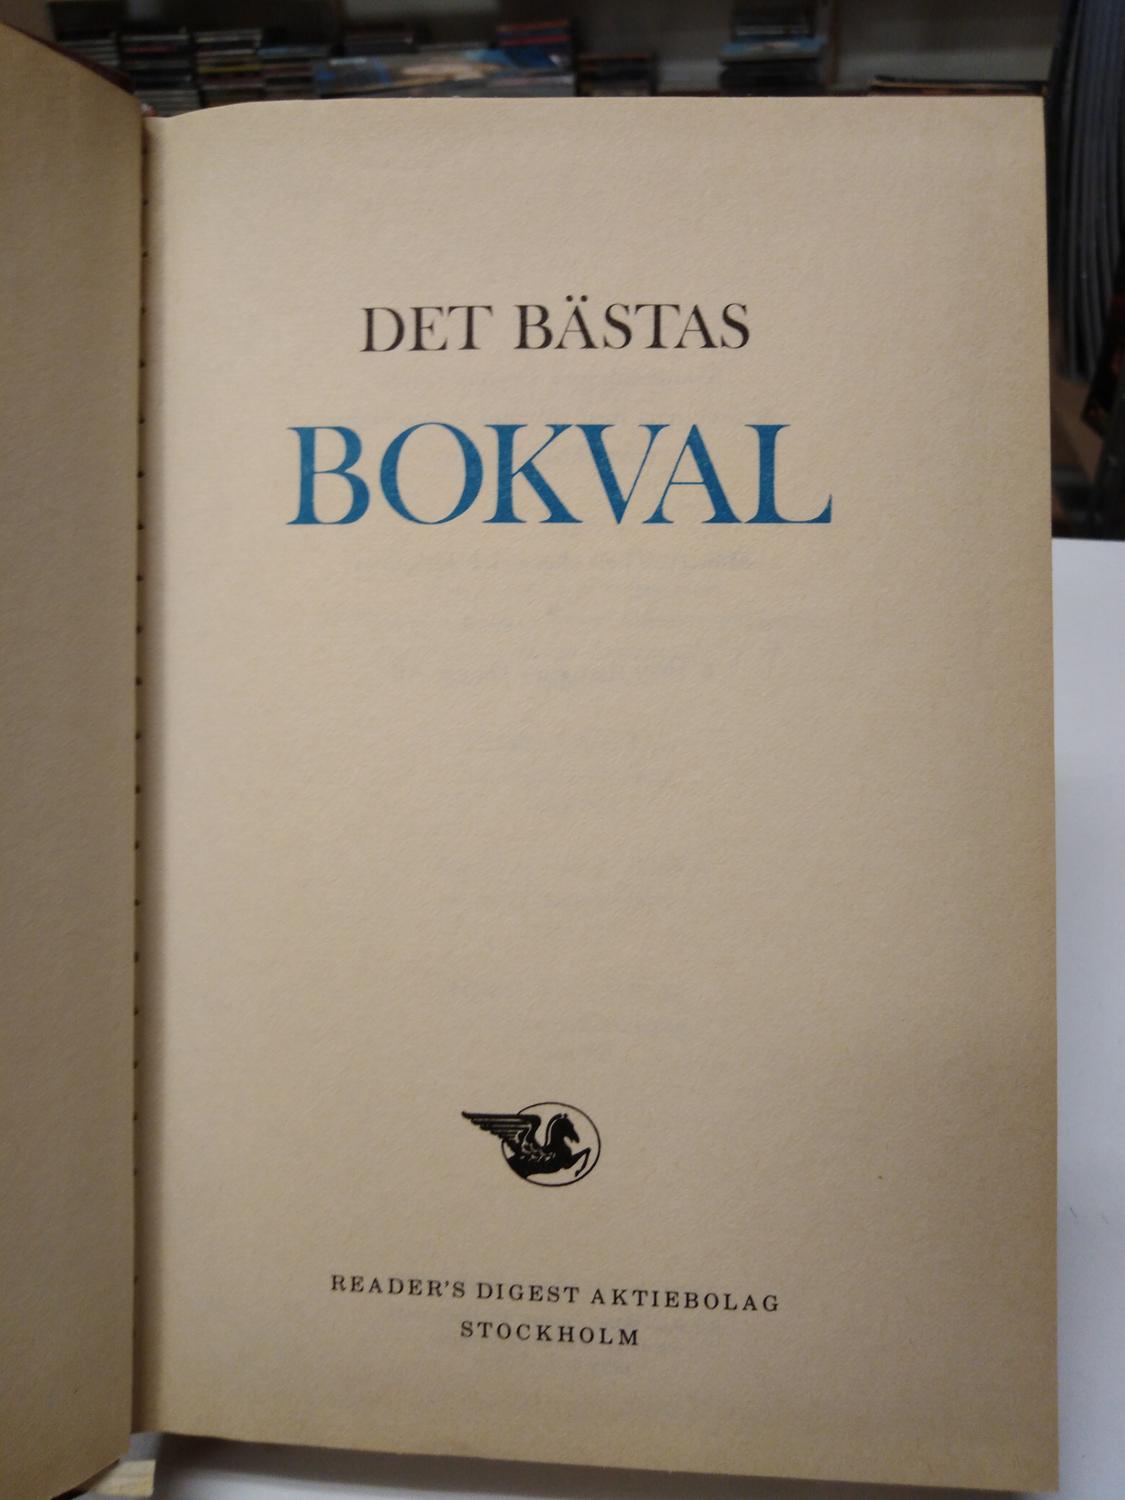 DET BÄSTAS
BOKVAL
READER'S DIGEST AKTIEBOLAG
STOCKHOLM